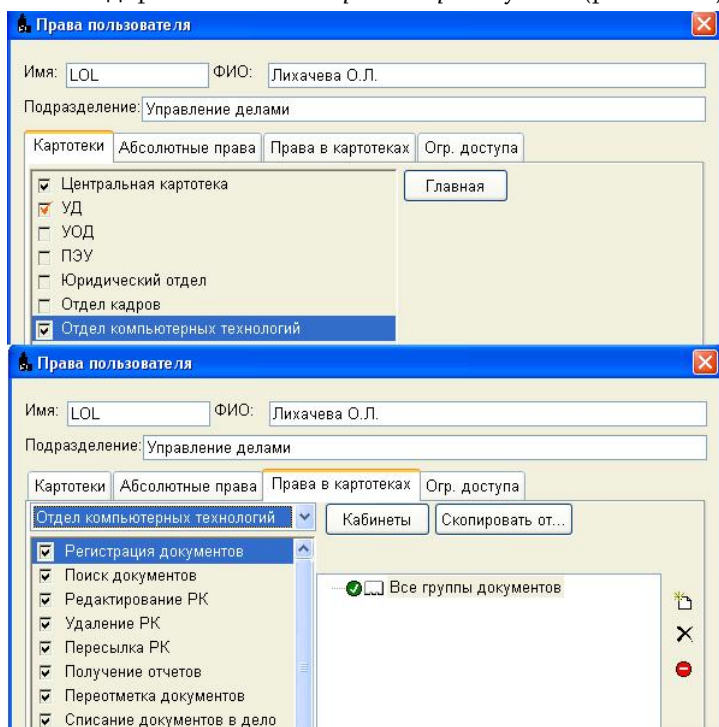 Права пользователя
Имя: LOL ФИО: Лихачева О.Л.
Подразделение: Управление делами
Картотеки Абсолютные права Права в картотеках Огр. доступа
Центральная картотека Главная
УД
УОД
ПЭУ
Юридический отдел
Отдел кадров
Отдел компьютерных технологий
Права пользователя
Имя: LOL ФИО: Лихачева О.Л.
Подразделение: Управление делами
Картотеки Абсолютные права Права в картотеках Огр. доступа
Отдел компьютерных технологий Кабинеты Скопировать от...
Регистрация документов
Поиск документов Все группы документов
Редактирование РК
Удаление РК
Пересылка РК
Получение отчетов
Переотметка документов
Списание документов в дело